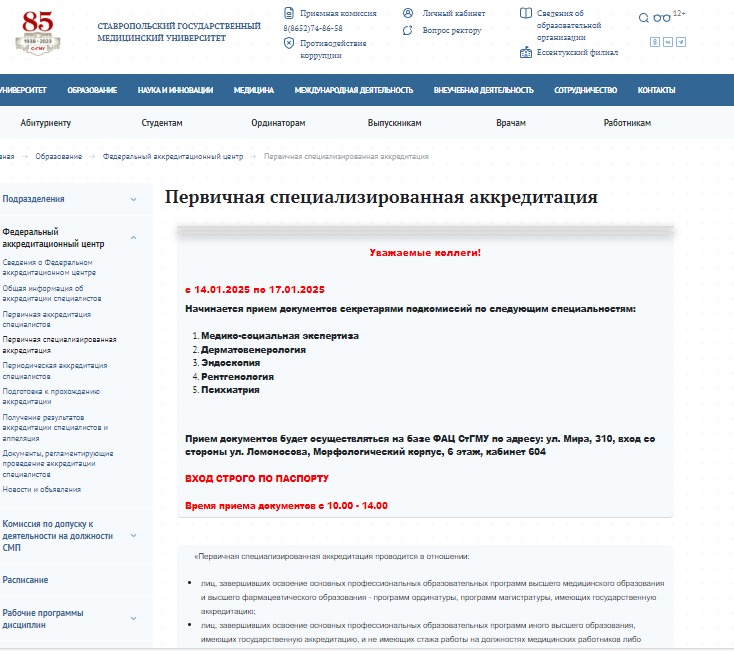 85
1938 - 2023
СтГМУ
СТАВРОПОЛЬСКИЙ ГОСУДАРСТВЕННЫЙ
МЕДИЦИНСКИЙ УНИВЕРСИТЕТ
Приемная комиссия
8(8652)74-86-58
Противодействие
коррупции
Личный кабинет
Вопрос ректору
Сведения об
образовательной
организации
Ессентукский филиал
12+
УНИВЕРСИТЕТ ОБРАЗОВАНИЕ НАУКА И ИННОВАЦИИ МЕДИЦИНА МЕЖДУНАРОДНАЯ ДЕЯТЕЛЬНОСТЬ ВНЕУЧЕБНАЯ ДЕЯТЕЛЬНОСТЬ СОТРУДНИЧЕСТВО КОНТАКТЫ
Абитуриенту Студентам Ординаторам Выпускникам Врачам Работникам
вная → Образование → Федеральный аккредитационный центр → Первичная специализированная аккредитация
Подразделения
Федеральный
аккредитационный центр
Сведения о Федеральном
аккредитационном центре
Общая информация об
аккредитации специалистов
Первичная аккредитация
специалистов
Первичная специализированная
аккредитация
Периодическая аккредитация
специалистов
Подготовка к прохождению
аккредитации
Получение результатов
аккредитации специалистов и
аппеляция
Документы, регламентирующие
проведение аккредитации
специалистов
Новости и объявления
Комиссия по допуску к
деятельности на должности
СМП
Расписание
Рабочие программы
дисциплин
Первичная специализированная аккредитация
Уважаемые коллеги!
с 14.01.2025 по 17.01.2025
Начинается прием документов секретарями подкомиссий по следующим специальностям:
1. Медико-социальная экспертиза
2. Дерматовенерология
3. Эндоскопия
4. Рентгенология
5. Психиатрия
Прием документов будет осуществляться на базе ФАЦ СтГМУ по адресу: ул. Мира, 310, вход со
стороны ул. Ломоносова, Морфологический корпус, 6 этаж, кабинет 604
ВХОД СТРОГО ПО ПАСПОРТУ
Время приема документов с 10.00 - 14.00
«Первичная специализированная аккредитация проводится в отношении:
• лиц, завершивших освоение основных профессиональных образовательных программ высшего медицинского образования
и высшего фармацевтического образования - программ ординатуры, программ магистратуры, имеющих государственную
аккредитацию;
• лиц, завершивших освоение основных профессиональных образовательных программ иного высшего образования,
имеющих государственную аккредитацию, и не имеющих стажа работы на должностях медицинских работников либо